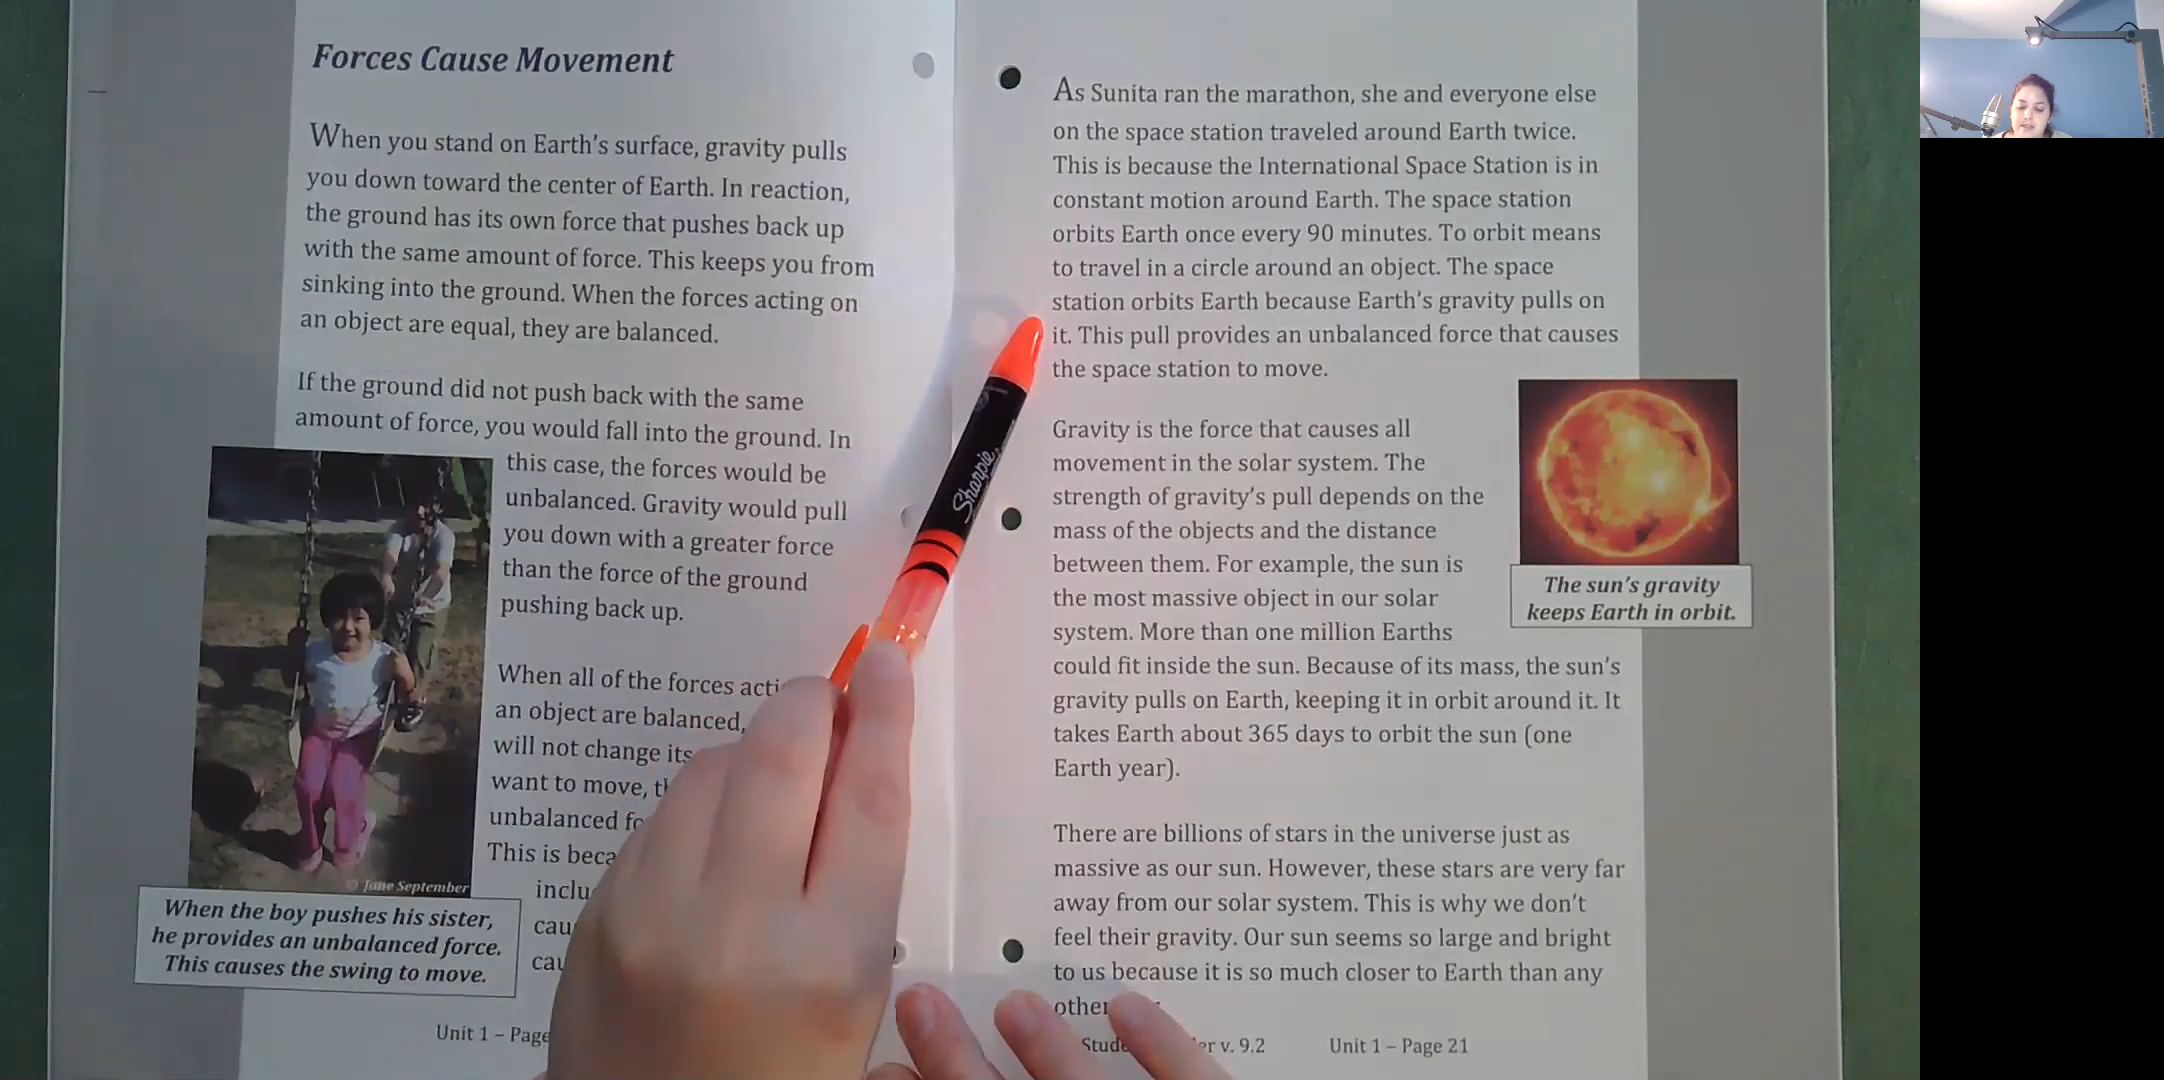 Forces Cause Movement
When you stand on Earth's surface, gravity pulls
you down toward the center of Earth. In reaction,
the ground has its own force that pushes back up
with the same amount of force. This keeps you from
sinking into the ground. When the forces acting on
an object are equal, they are balanced.
If the ground did not push back with the same
amount of force, you would fall into the ground. In
this case, the forces would be
unbalanced. Gravity would pull
you down with a greater force
than the force of the ground
pushing back up.
When all of the forces
an object are balanced,
will not change its
want to move,
unbalanced
This is
© Jane September
When the boy pushes his sister,
he provides an unbalanced force.
This causes the swing to move.
Unit 1 – Page
As Sunita ran the marathon, she and everyone else
on the space station traveled around Earth twice.
This is because the International Space Station is in
constant motion around Earth. The space station
orbits Earth once every 90 minutes. To orbit means
to travel in a circle around an object. The space
station orbits Earth because Earth's gravity pulls on
it. This pull provides an unbalanced force that causes
the space station to move.
Gravity is the force that causes all
movement in the solar system. The
strength of gravity's pull depends on the
mass of the objects and the distance
between them. For example, the sun is
the most massive object in our solar
system. More than one million Earths
could fit inside the sun. Because of its mass, the sun's
gravity pulls on Earth, keeping it in orbit around it. It
takes Earth about 365 days to orbit the sun (one
Earth year).
The sun's gravity
keeps Earth in orbit.
There are billions of stars in the universe just as
massive as our sun. However, these stars are very far
away from our solar system. This is why we don't
feel their gravity. Our sun seems so large and bright
to us because it is so much closer to Earth than any
other
v. 9.2 Unit 1 – Page 21
Sharpie